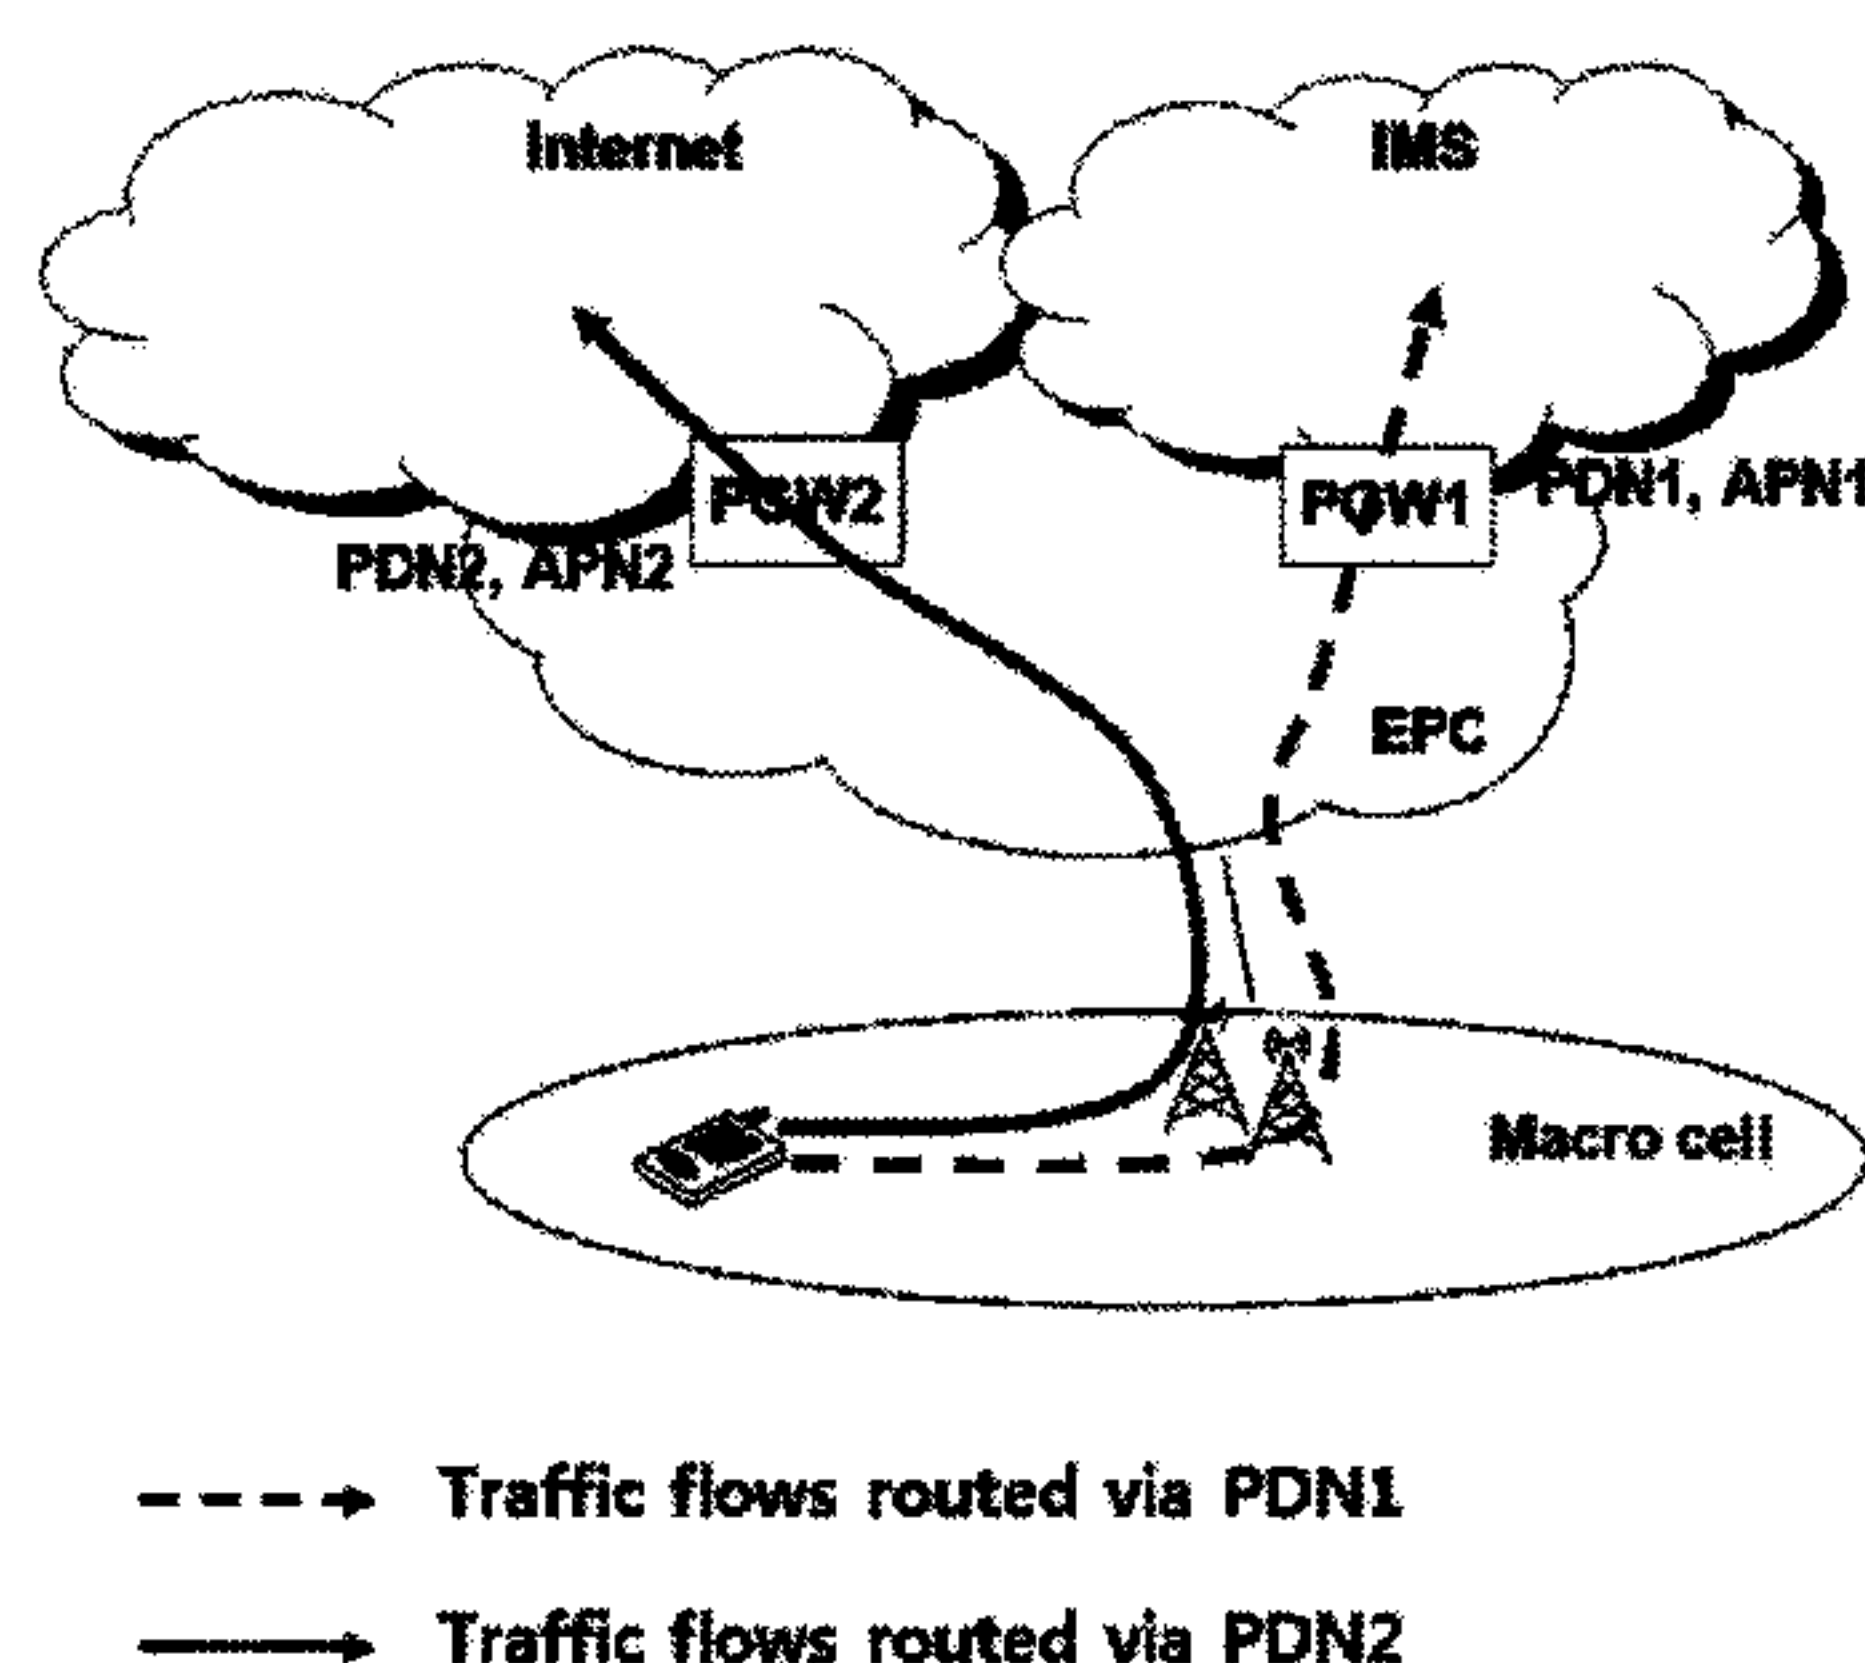 Internet
IMS
PGW2
PGW1
PDN1, APN1
PDN2, APN2
EPC
Macro cell
Traffic flows routed via PDN1
Traffic flows routed via PDN2